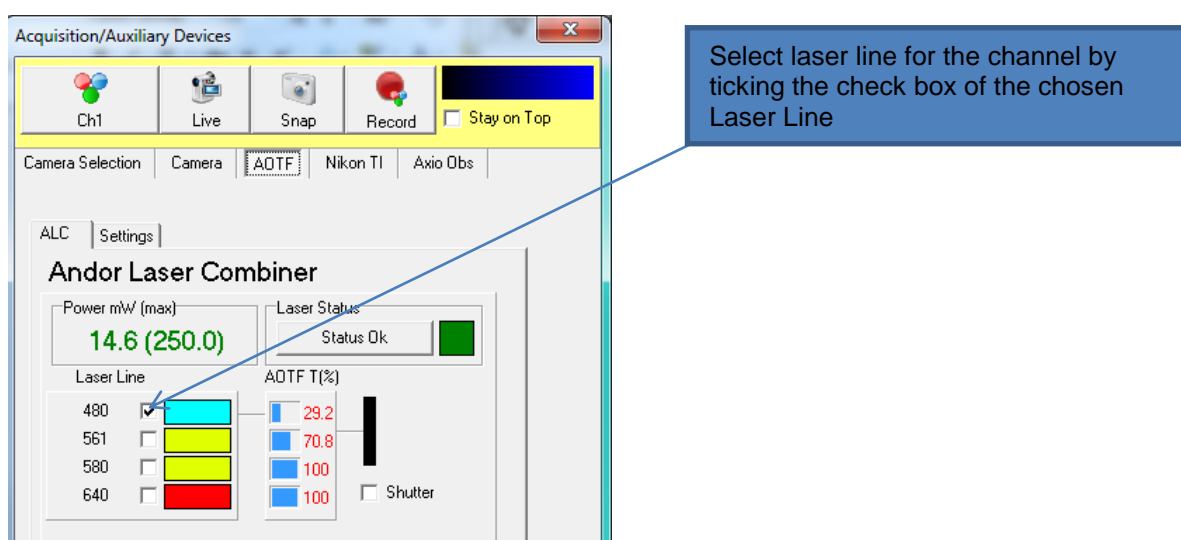 Acquisition/Auxiliary Devices
Select laser line for the channel by
ticking the check box of the chosen
Laser Line
Ch1 Live Snap Record Stay on Top
Camera Selection Camera AOTF Nikon TI Axio Obs
ALC Settings
Andor Laser Combiner
Power mW (max) Laser Status
14.6 (250.0) Status Ok
Laser Line AOTF T(%)
480 29.2
561 70.8
580 100
640 100 Shutter